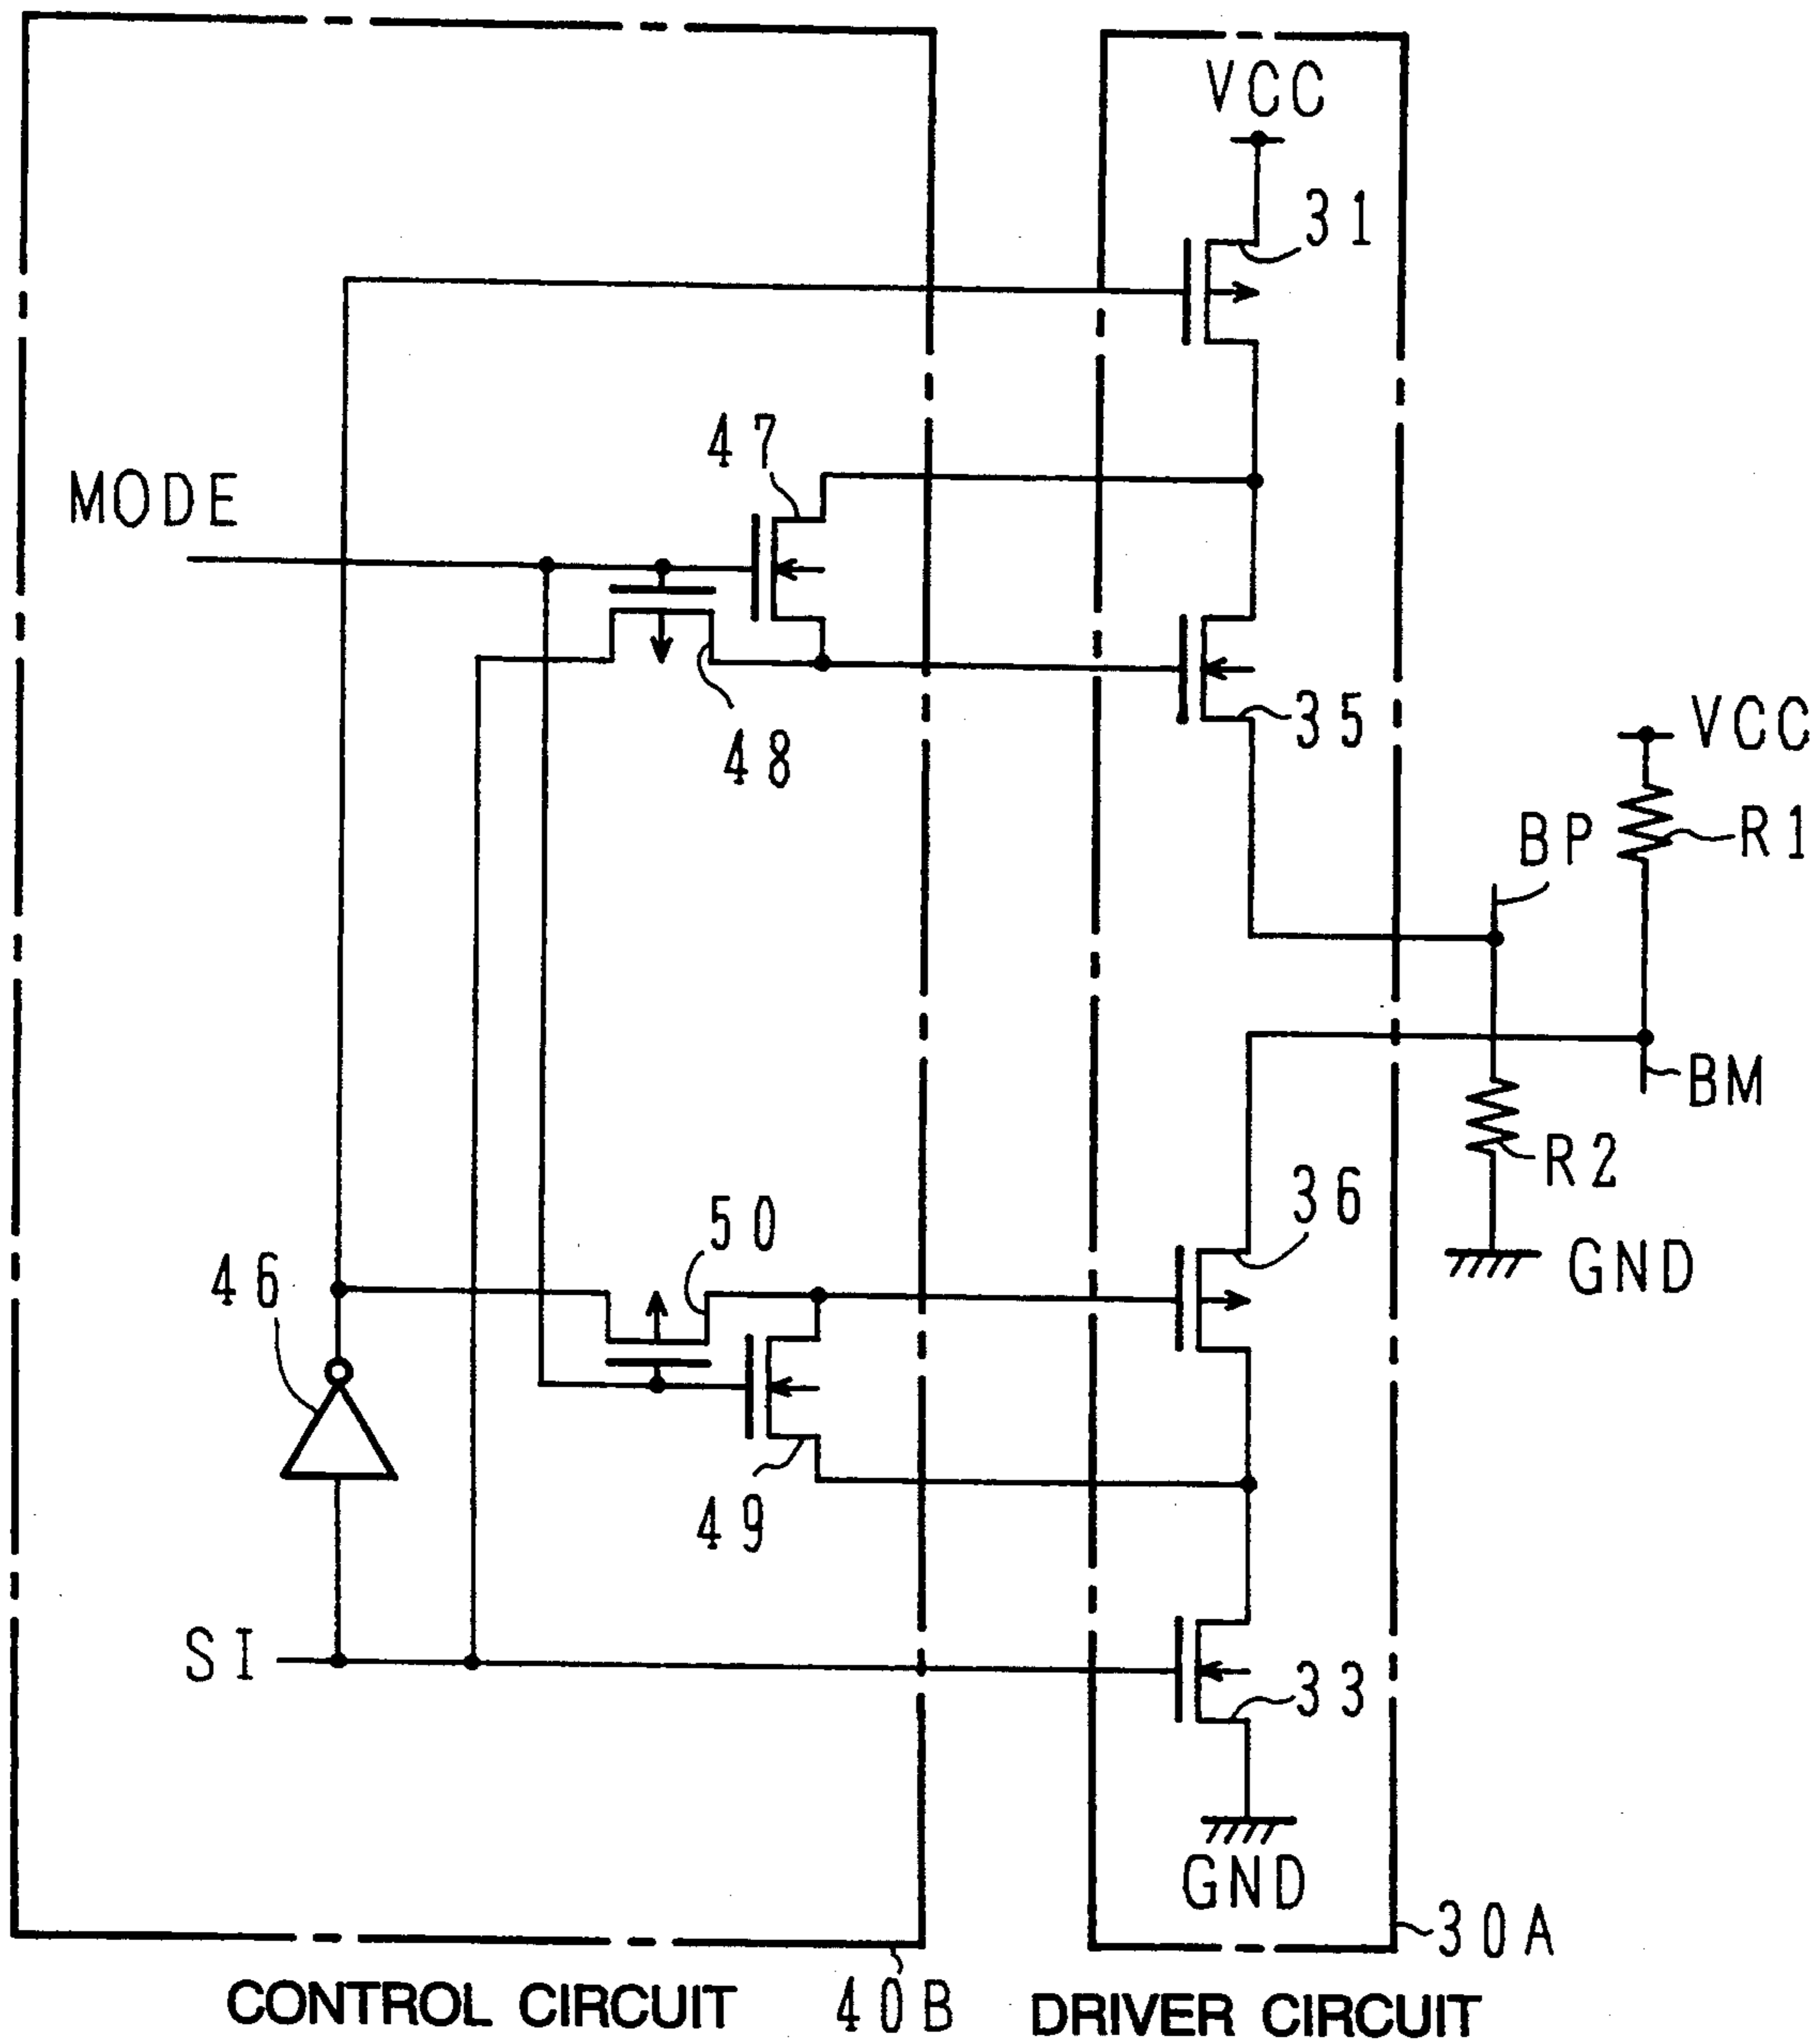 VCC
31
47
MODE
35
48
VCC
BP
R1
BM
R2
36
50
46
GND
49
SI
33
GND
30A
40B
CONTROL CIRCUIT
DRIVER CIRCUIT